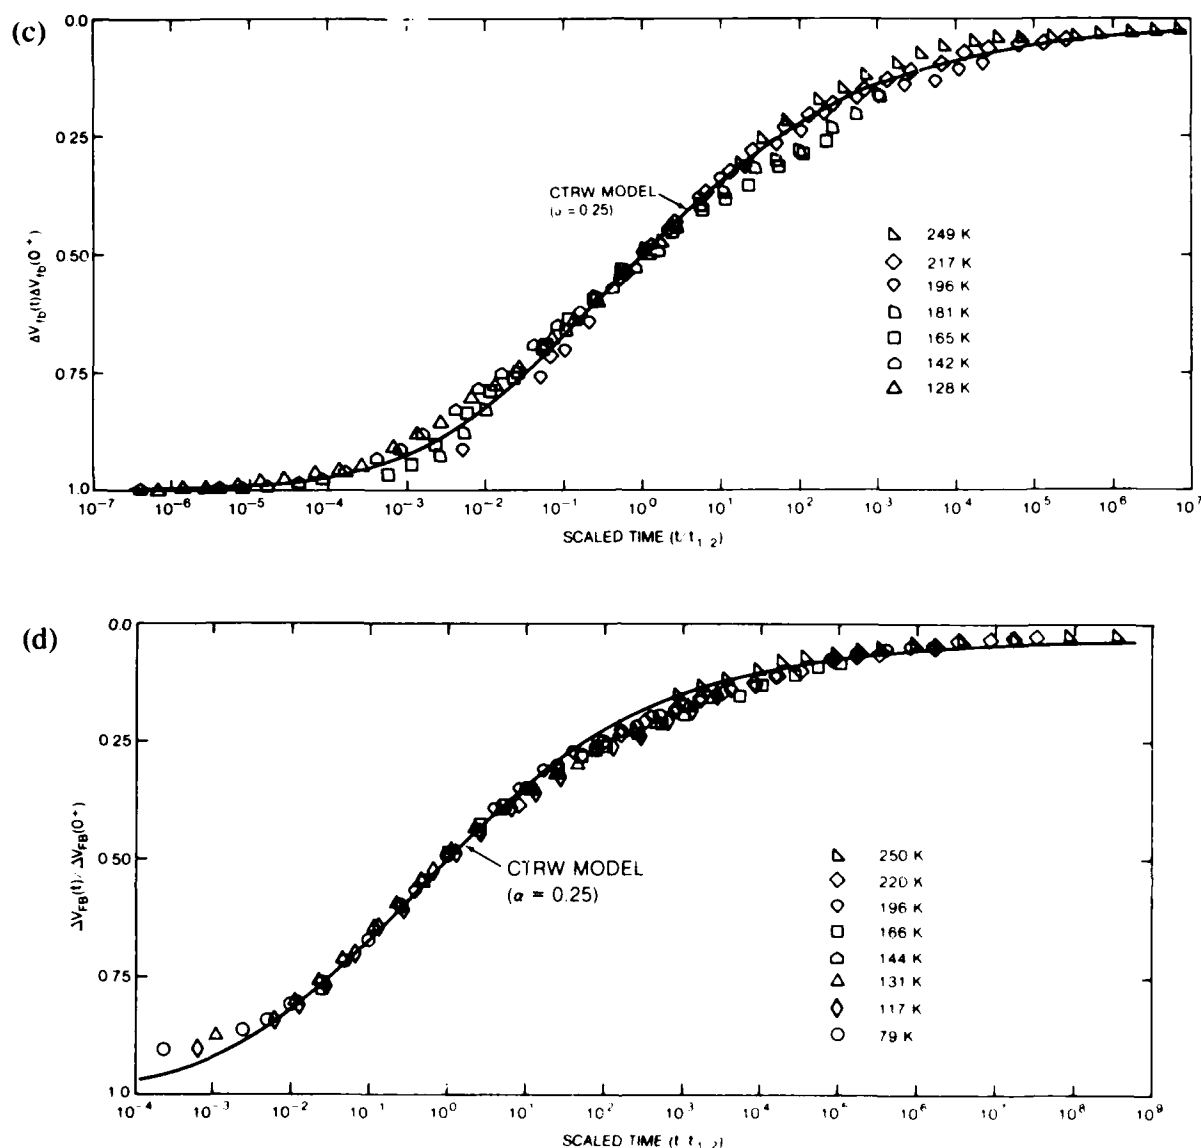 (c)
0.0
0.25
0.50
0.75
1.0
ΔV_fb(t)ΔV_fb(0⁺)
CTRW MODEL
(α = 0.25)
249 K
217 K
196 K
181 K
165 K
142 K
128 K
10⁻⁷ 10⁻⁶ 10⁻⁵ 10⁻⁴ 10⁻³ 10⁻² 10⁻¹ 10⁰ 10¹ 10² 10³ 10⁴ 10⁵ 10⁶ 10⁷
SCALED TIME (t/t₁₋₂)
(d)
0.0
0.25
0.50
0.75
1.0
ΔV_FB(t)/ΔV_FB(0⁺)
CTRW MODEL
(α = 0.25)
250 K
220 K
196 K
166 K
144 K
131 K
117 K
79 K
10⁻⁴ 10⁻³ 10⁻² 10⁻¹ 10⁰ 10¹ 10² 10³ 10⁴ 10⁵ 10⁶ 10⁷ 10⁸ 10⁹
SCALED TIME (t/t₁₋₂)